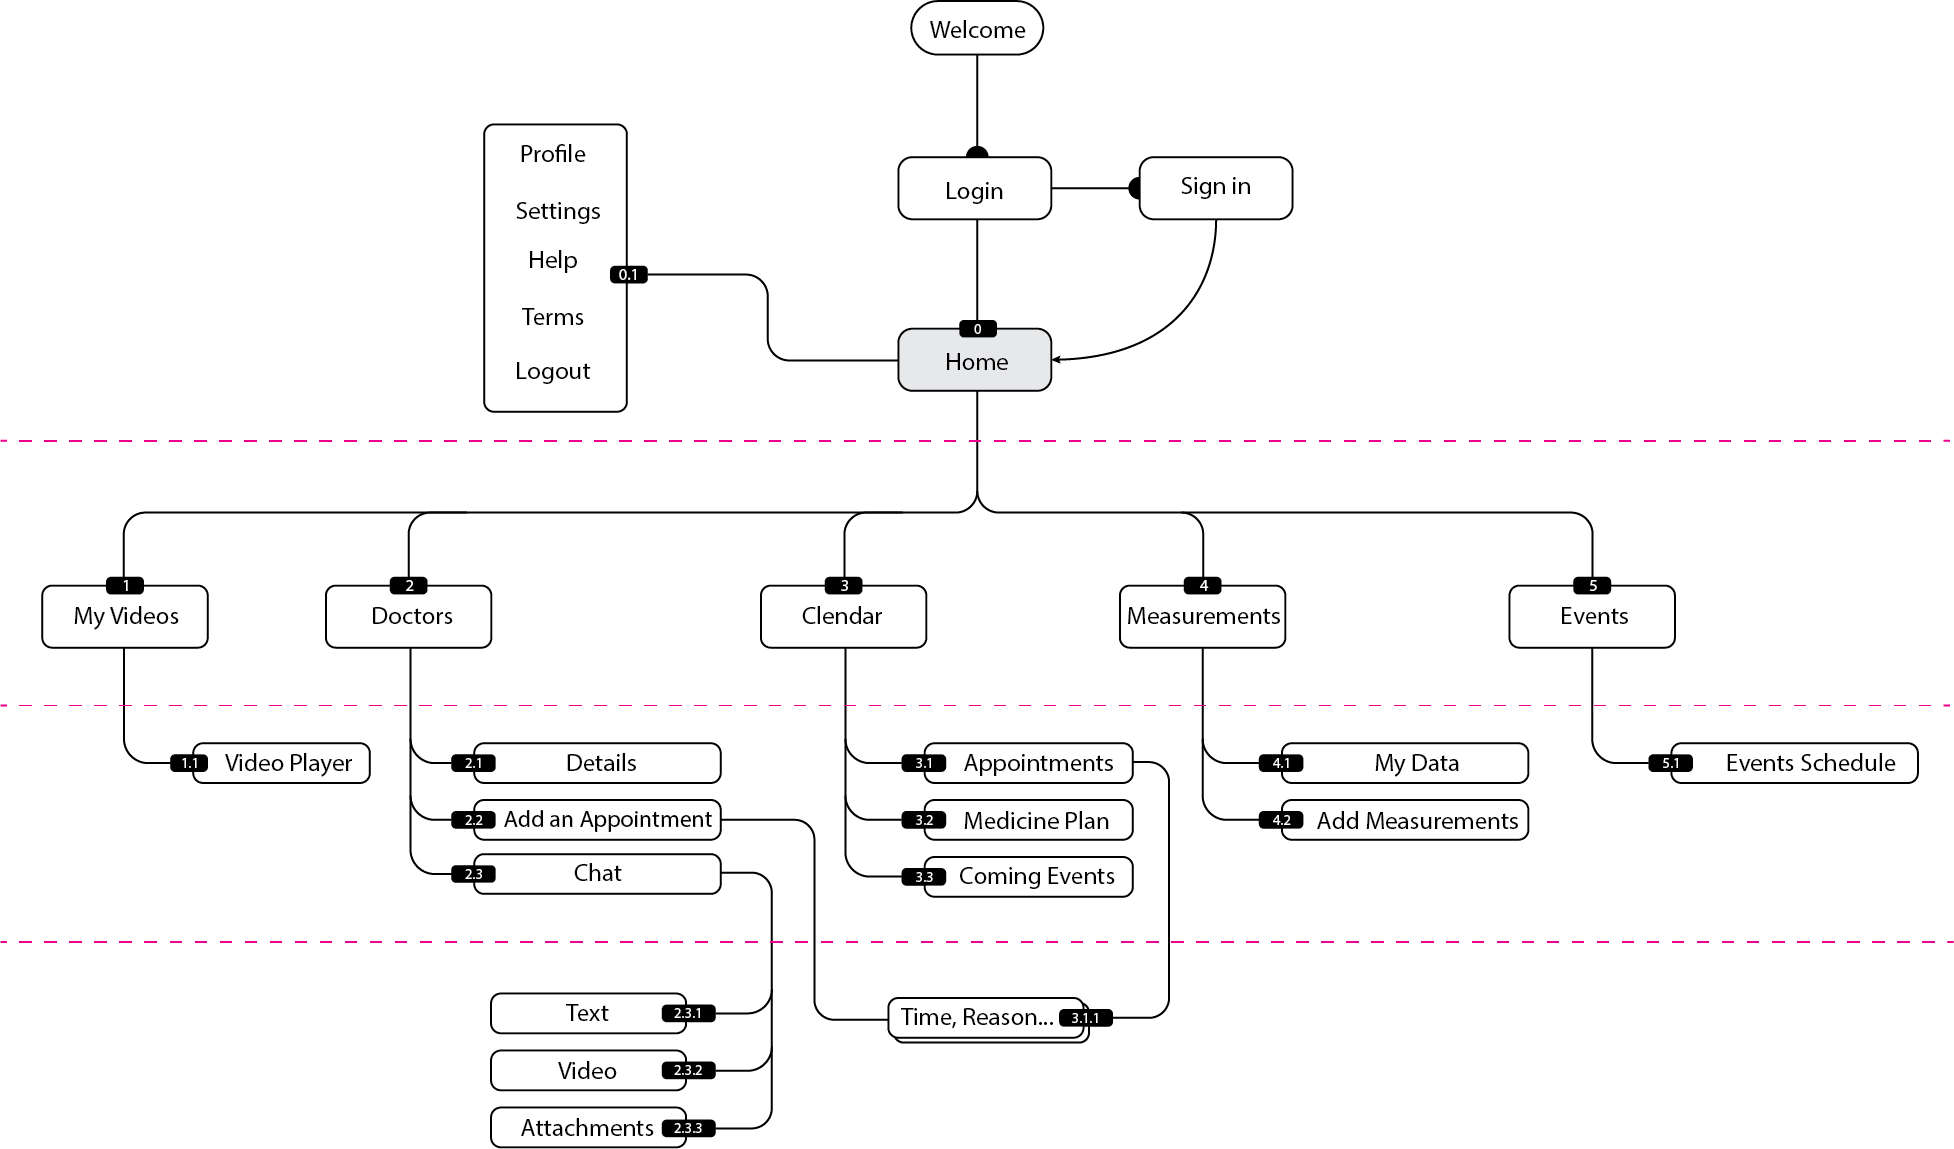 Welcome
Login
Sign in
Profile
Settings
Help
Terms
Logout
0.1
0
Home
1
My Videos
2
Doctors
3
Clendar
4
Measurements
5
Events
1.1
Video Player
2.1
Details
2.2
Add an Appointment
2.3
Chat
3.1
Appointments
3.2
Medicine Plan
3.3
Coming Events
4.1
My Data
4.2
Add Measurements
5.1
Events Schedule
Text
2.3.1
Video
2.3.2
Attachments
2.3.3
Time, Reason...
3.1.1